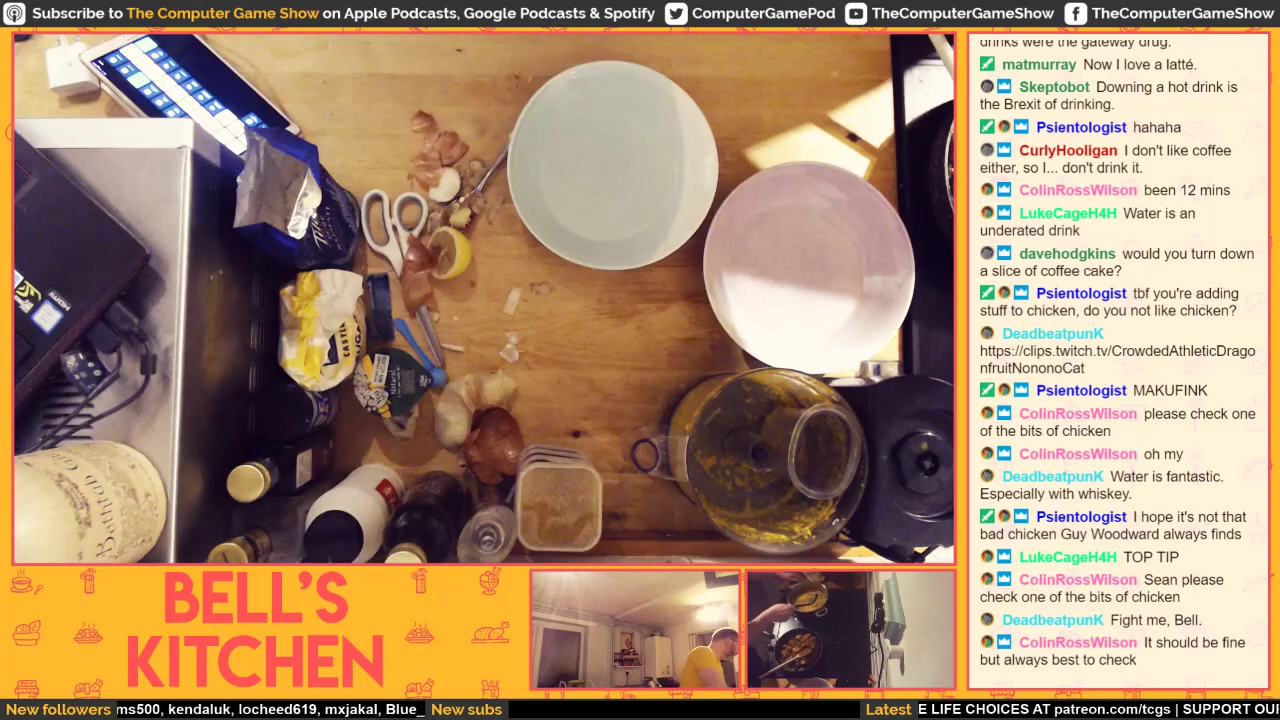 Subscribe to The Computer Game Show on Apple Podcasts, Google Podcasts & Spotify ComputerGamePod TheComputerGameShow TheComputerGameShow
drinks were the gateway drug.
matmurray Now I love a latté.
Skeptobot Downing a hot drink is
the Brexit of drinking.
Psientologist hahaha
CurlyHooligan I don't like coffee
either, so I... don't drink it.
ColinRossWilson been 12 mins
LukeCageH4H Water is an
underated drink
davehodgkins would you turn down
a slice of coffee cake?
Psientologist tbf you're adding
stuff to chicken, do you not like chicken?
DeadbeatpunK
https://clips.twitch.tv/CrowdedAthleticDrago
nfruitNononoCat
Psientologist MAKUFINK
ColinRossWilson please check one
of the bits of chicken
ColinRossWilson oh my
DeadbeatpunK Water is fantastic.
Especially with whiskey.
Psientologist I hope it's not that
bad chicken Guy Woodward always finds
LukeCageH4H TOP TIP
ColinRossWilson Sean please
check one of the bits of chicken
DeadbeatpunK Fight me, Bell.
ColinRossWilson It should be fine
but always best to check
HDMI
CASTE
Natural
Bathtub
BELL'S
KITCHEN
New followers ms500, kendaluk, locheed619, mxjakal, Blue_ New subs Latest E LIFE CHOICES AT patreon.com/tcgs | SUPPORT OUI